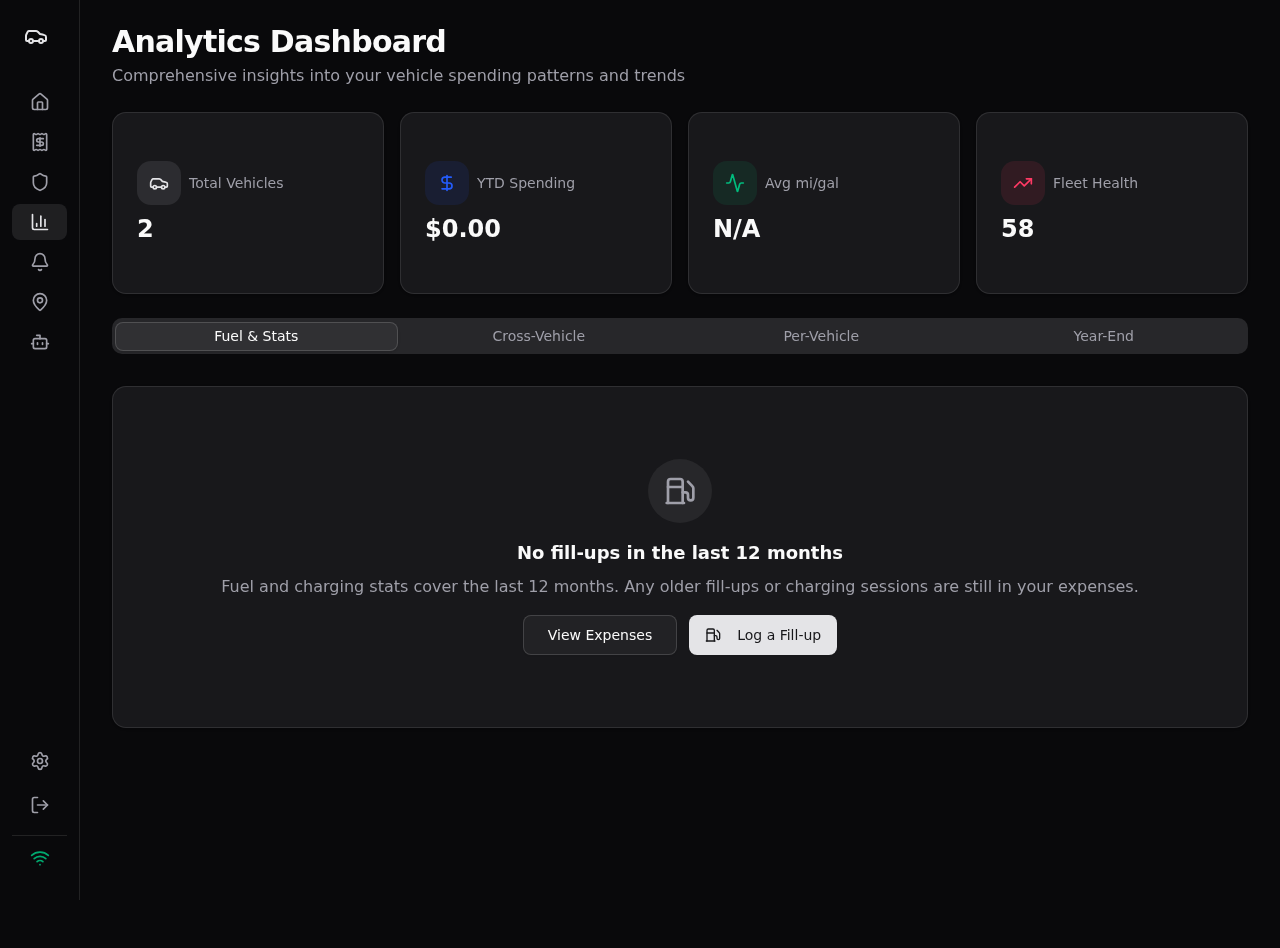 Analytics Dashboard
Comprehensive insights into your vehicle spending patterns and trends
Total Vehicles
2
YTD Spending
$0.00
Avg mi/gal
N/A
Fleet Health
58
Fuel & Stats
Cross-Vehicle
Per-Vehicle
Year-End
No fill-ups in the last 12 months
Fuel and charging stats cover the last 12 months. Any older fill-ups or charging sessions are still in your expenses.
View Expenses
Log a Fill-up